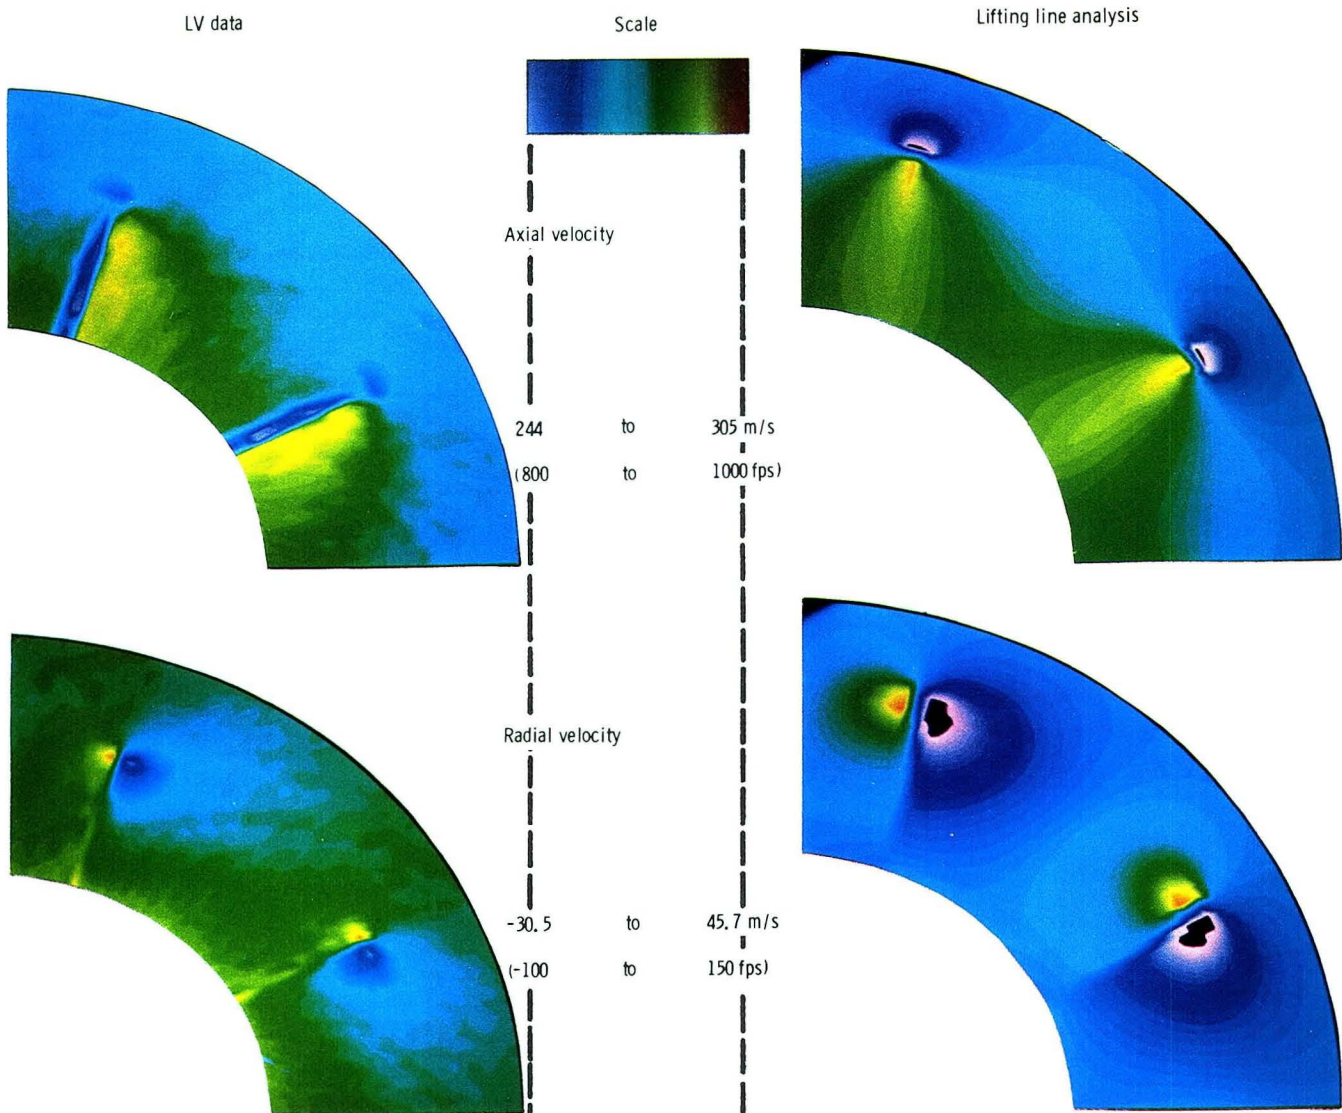 LV data
Scale
Lifting line analysis
Axial velocity
244 to 305 m/s
(800 to 1000 fps)
Radial velocity
-30.5 to 45.7 m/s
(-100 to 150 fps)